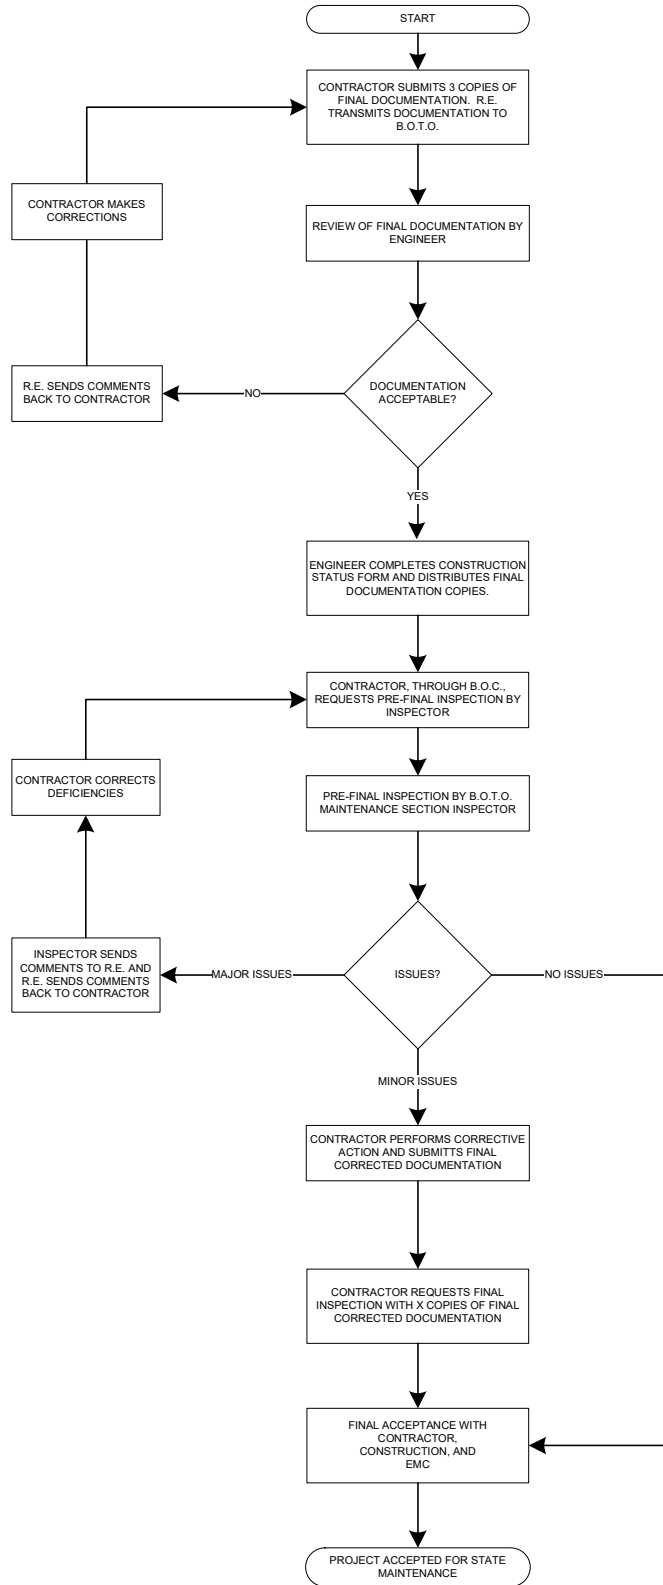 START
CONTRACTOR SUBMITS 3 COPIES OF
FINAL DOCUMENTATION.  R.E.
TRANSMITS DOCUMENTATION TO
B.O.T.O.
CONTRACTOR MAKES
CORRECTIONS
REVIEW OF FINAL DOCUMENTATION BY
ENGINEER
R.E. SENDS COMMENTS
BACK TO CONTRACTOR
NO
DOCUMENTATION
ACCEPTABLE?
YES
ENGINEER COMPLETES CONSTRUCTION
STATUS FORM AND DISTRIBUTES FINAL
DOCUMENTATION COPIES.
CONTRACTOR, THROUGH B.O.C.,
REQUESTS PRE-FINAL INSPECTION BY
INSPECTOR
CONTRACTOR CORRECTS
DEFICIENCIES
PRE-FINAL INSPECTION BY B.O.T.O.
MAINTENANCE SECTION INSPECTOR
INSPECTOR SENDS
COMMENTS TO R.E. AND
R.E. SENDS COMMENTS
BACK TO CONTRACTOR
MAJOR ISSUES
ISSUES?
NO ISSUES
MINOR ISSUES
CONTRACTOR PERFORMS CORRECTIVE
ACTION AND SUBMITTS FINAL
CORRECTED DOCUMENTATION
CONTRACTOR REQUESTS FINAL
INSPECTION WITH X COPIES OF FINAL
CORRECTED DOCUMENTATION
FINAL ACCEPTANCE WITH
CONTRACTOR,
CONSTRUCTION, AND
EMC
PROJECT ACCEPTED FOR STATE
MAINTENANCE